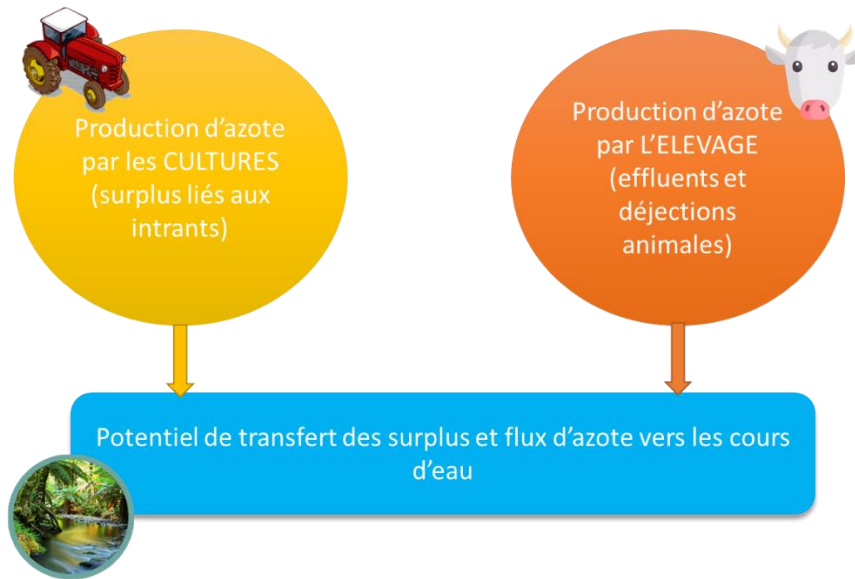 Production d'azote
par les CULTURES
(surplus liés aux
intrants)
Production d'azote
par L'ELEVAGE
(effluents et
déjections
animales)
Potentiel de transfert des surplus et flux d'azote vers les cours
d'eau